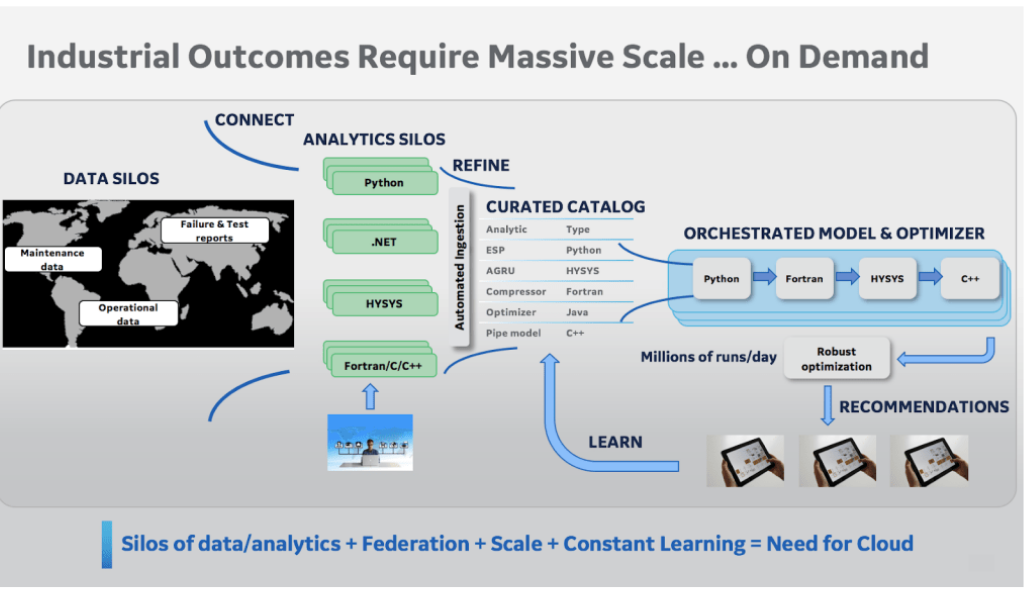 Industrial Outcomes Require Massive Scale ... On Demand
CONNECT
ANALYTICS SILOS
DATA SILOS
Failure & Test
reports
Maintenance
data
Operational
data
Python
.NET
HYSYS
Fortran/C/C++
REFINE
Automated Ingestion
CURATED CATALOG
Analytic Type
ESP Python
AGRU HYSYS
Compressor Fortran
Optimizer Java
Pipe model C++
ORCHESTRATED MODEL & OPTIMIZER
Python Fortran HYSYS C++
Millions of runs/day
Robust
optimization
RECOMMENDATIONS
LEARN
Silos of data/analytics + Federation + Scale + Constant Learning = Need for Cloud